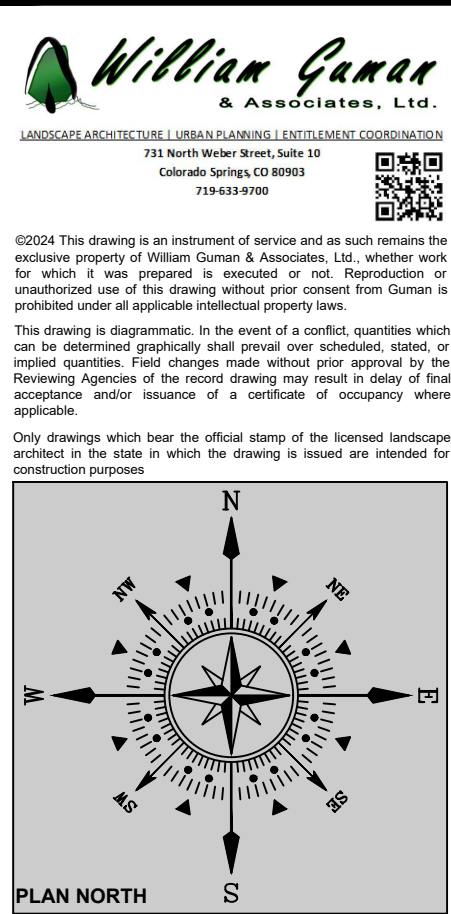 William Guman
& Associates, Ltd.
LANDSCAPE ARCHITECTURE | URBAN PLANNING | ENTITLEMENT COORDINATION
731 North Weber Street, Suite 10
Colorado Springs, CO 80903
719-633-9700
©2024 This drawing is an instrument of service and as such remains the
exclusive property of William Guman & Associates, Ltd., whether work
for which it was prepared is executed or not. Reproduction or
unauthorized use of this drawing without prior consent from Guman is
prohibited under all applicable intellectual property laws.
This drawing is diagrammatic. In the event of a conflict, quantities which
can be determined graphically shall prevail over scheduled, stated, or
implied quantities. Field changes made without prior approval by the
Reviewing Agencies of the record drawing may result in delay of final
acceptance and/or issuance of a certificate of occupancy where
applicable.
Only drawings which bear the official stamp of the licensed landscape
architect in the state in which the drawing is issued are intended for
construction purposes
N
NW
NE
W
E
SW
SE
S
PLAN NORTH